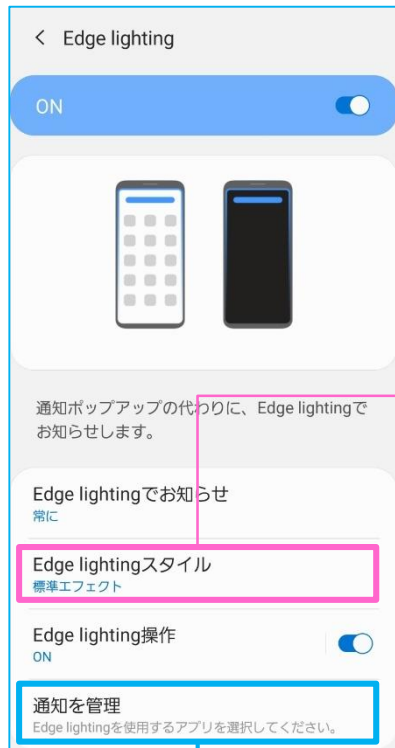 Edge lighting
ON
通知ポップアップの代わりに、Edge lightingで
お知らせします。
Edge lightingでお知らせ
常に
Edge lightingスタイル
標準エフェクト
Edge lighting操作
ON
通知を管理
Edge lightingを使用するアプリを選択してください。